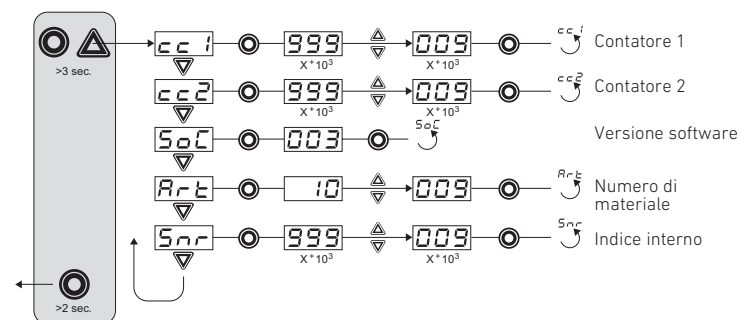 >3 sec.
cc1 999 009 cc1 Contatore 1
X*10³ X*10³
cc2 999 009 cc2 Contatore 2
X*10³ X*10³
SoC 003 SoC Versione software
Art 10 009 Art Numero di
materiale
Snr 999 009 Snr Indice interno
X*10³ X*10³
>2 sec.